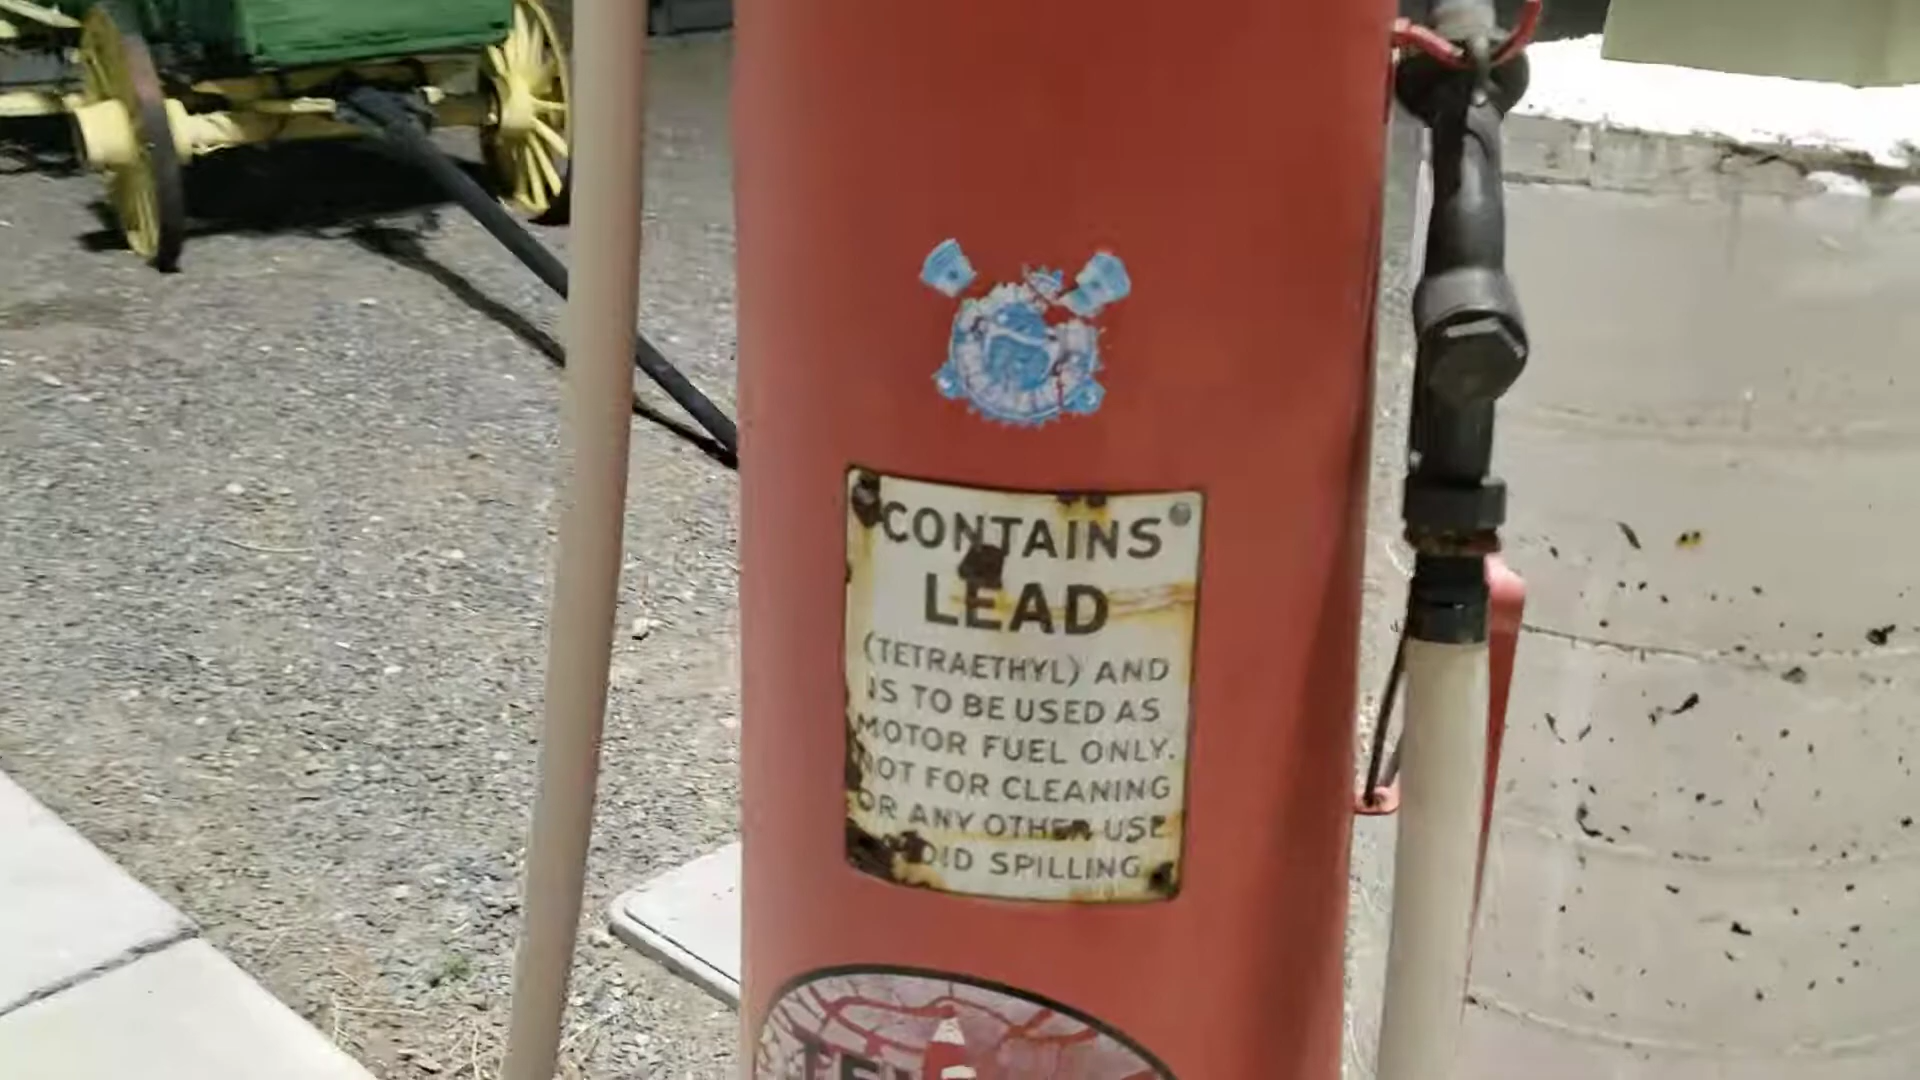 CONTAINS
LEAD
(TETRAETHYL) AND
IS TO BE USED AS
MOTOR FUEL ONLY.
NOT FOR CLEANING
OR ANY OTHER USE
AVOID SPILLING